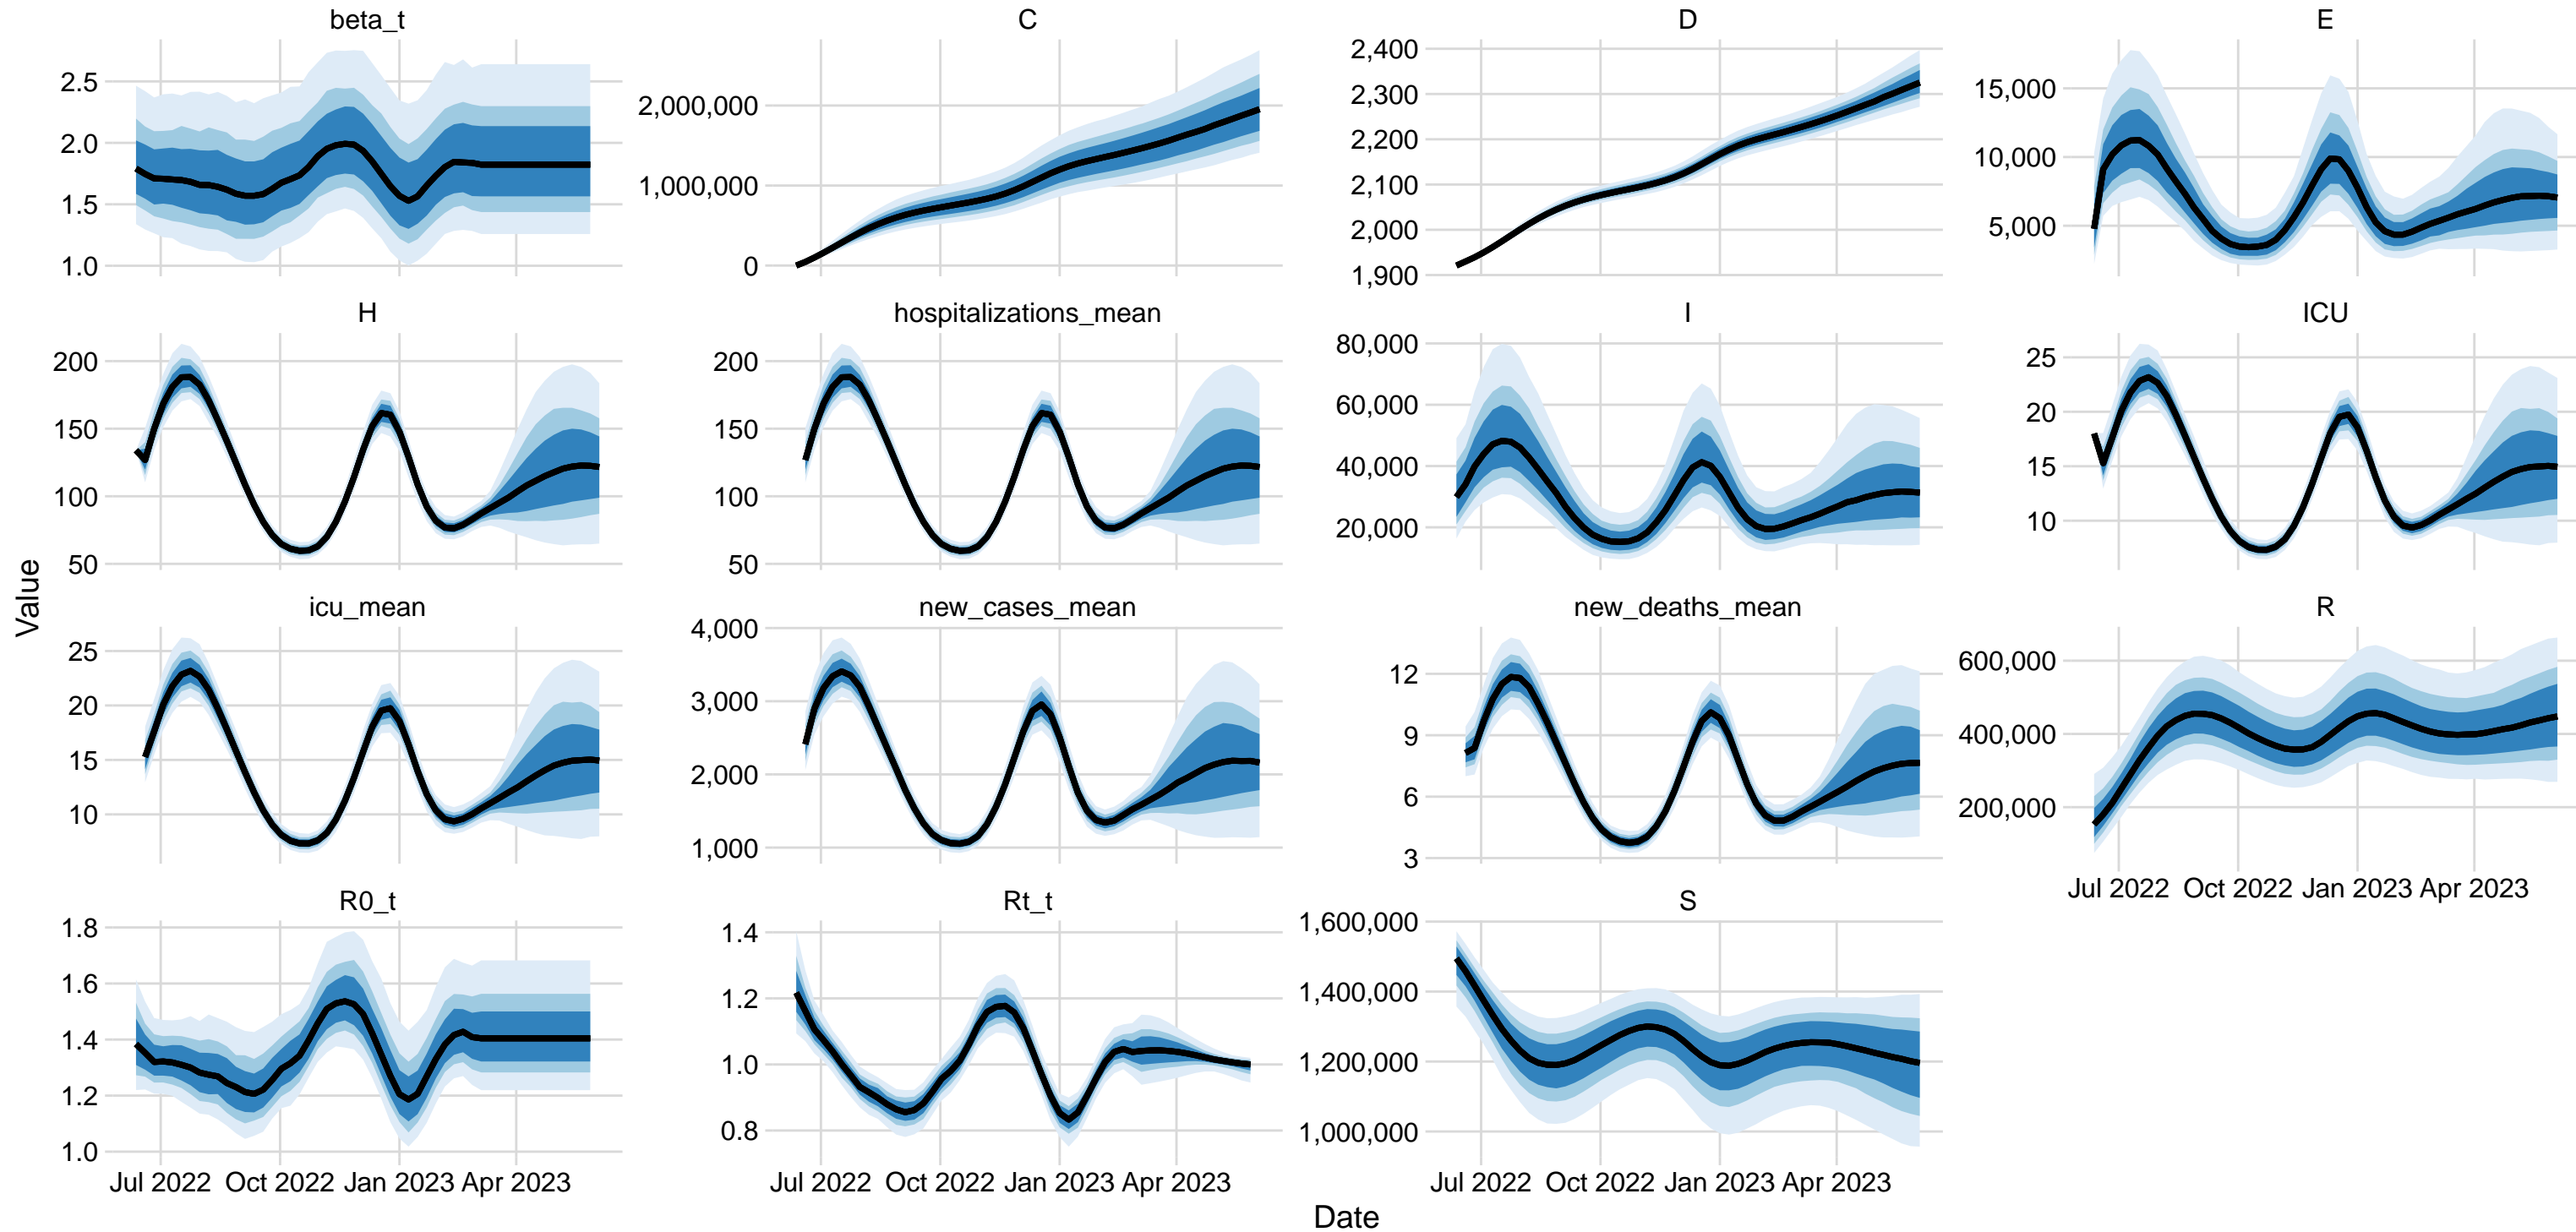 beta_t
C
D
E
2.5
2.0
1.5
1.0
2,000,000
1,000,000
0
2,400
2,300
2,200
2,100
2,000
1,900
15,000
10,000
5,000
H
hospitalizations_mean
I
ICU
200
150
100
50
200
150
100
50
80,000
60,000
40,000
20,000
25
20
15
10
Value
icu_mean
new_cases_mean
new_deaths_mean
R
25
20
15
10
4,000
3,000
2,000
1,000
12
9
6
3
600,000
400,000
200,000
Jul 2022 Oct 2022 Jan 2023 Apr 2023
R0_t
Rt_t
S
1.8
1.6
1.4
1.2
1.0
1.4
1.2
1.0
0.8
1,600,000
1,400,000
1,200,000
1,000,000
Jul 2022 Oct 2022 Jan 2023 Apr 2023
Jul 2022 Oct 2022 Jan 2023 Apr 2023
Jul 2022 Oct 2022 Jan 2023 Apr 2023
Date